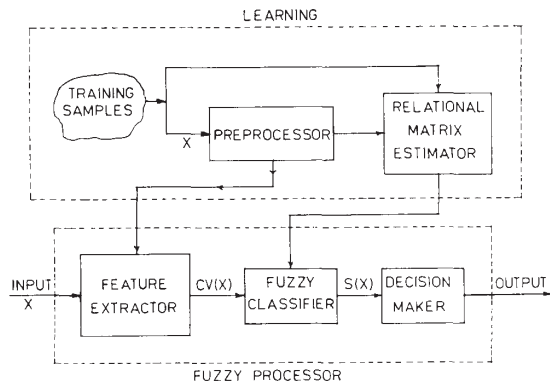 LEARNING
TRAINING
SAMPLES
X
PREPROCESSOR
RELATIONAL
MATRIX
ESTIMATOR
INPUT
X
FEATURE
EXTRACTOR
CV(X)
FUZZY
CLASSIFIER
S(X)
DECISION
MAKER
OUTPUT
FUZZY PROCESSOR